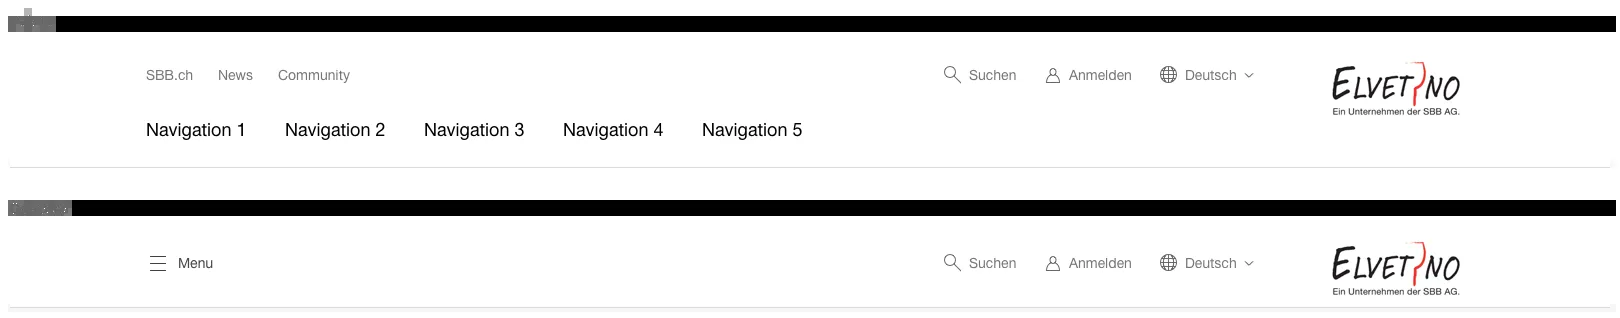 SBB.ch News Community Suchen Anmelden Deutsch
ELVETINO
Ein Unternehmen der SBB AG.
Navigation 1 Navigation 2 Navigation 3 Navigation 4 Navigation 5
Menu Suchen Anmelden Deutsch
ELVETINO
Ein Unternehmen der SBB AG.